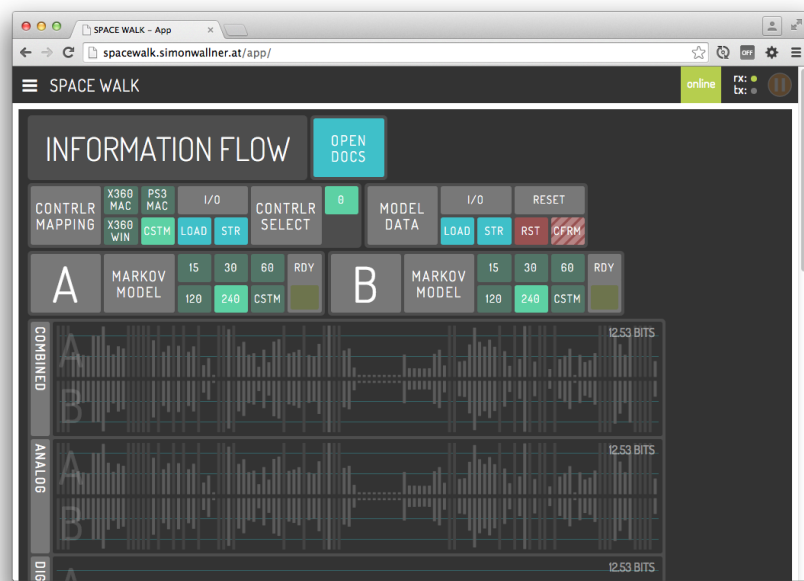 SPACE WALK - App
spacewalk.simonwallner.at/app/
OFF
SPACE WALK
online
rx:
tx:
INFORMATION FLOW
OPEN
DOCS
CONTRLR
MAPPING
X360
MAC
PS3
MAC
X360
WIN
CSTM
I/O
LOAD
STR
CONTRLR
SELECT
0
MODEL
DATA
I/O
LOAD
STR
RESET
RST
CFRM
A
MARKOV
MODEL
15
30
60
120
240
CSTM
RDY
B
MARKOV
MODEL
15
30
60
120
240
CSTM
RDY
COMBINED
A
B
12.53 BITS
ANALOG
A
B
12.53 BITS
DIG
A
12.53 BITS